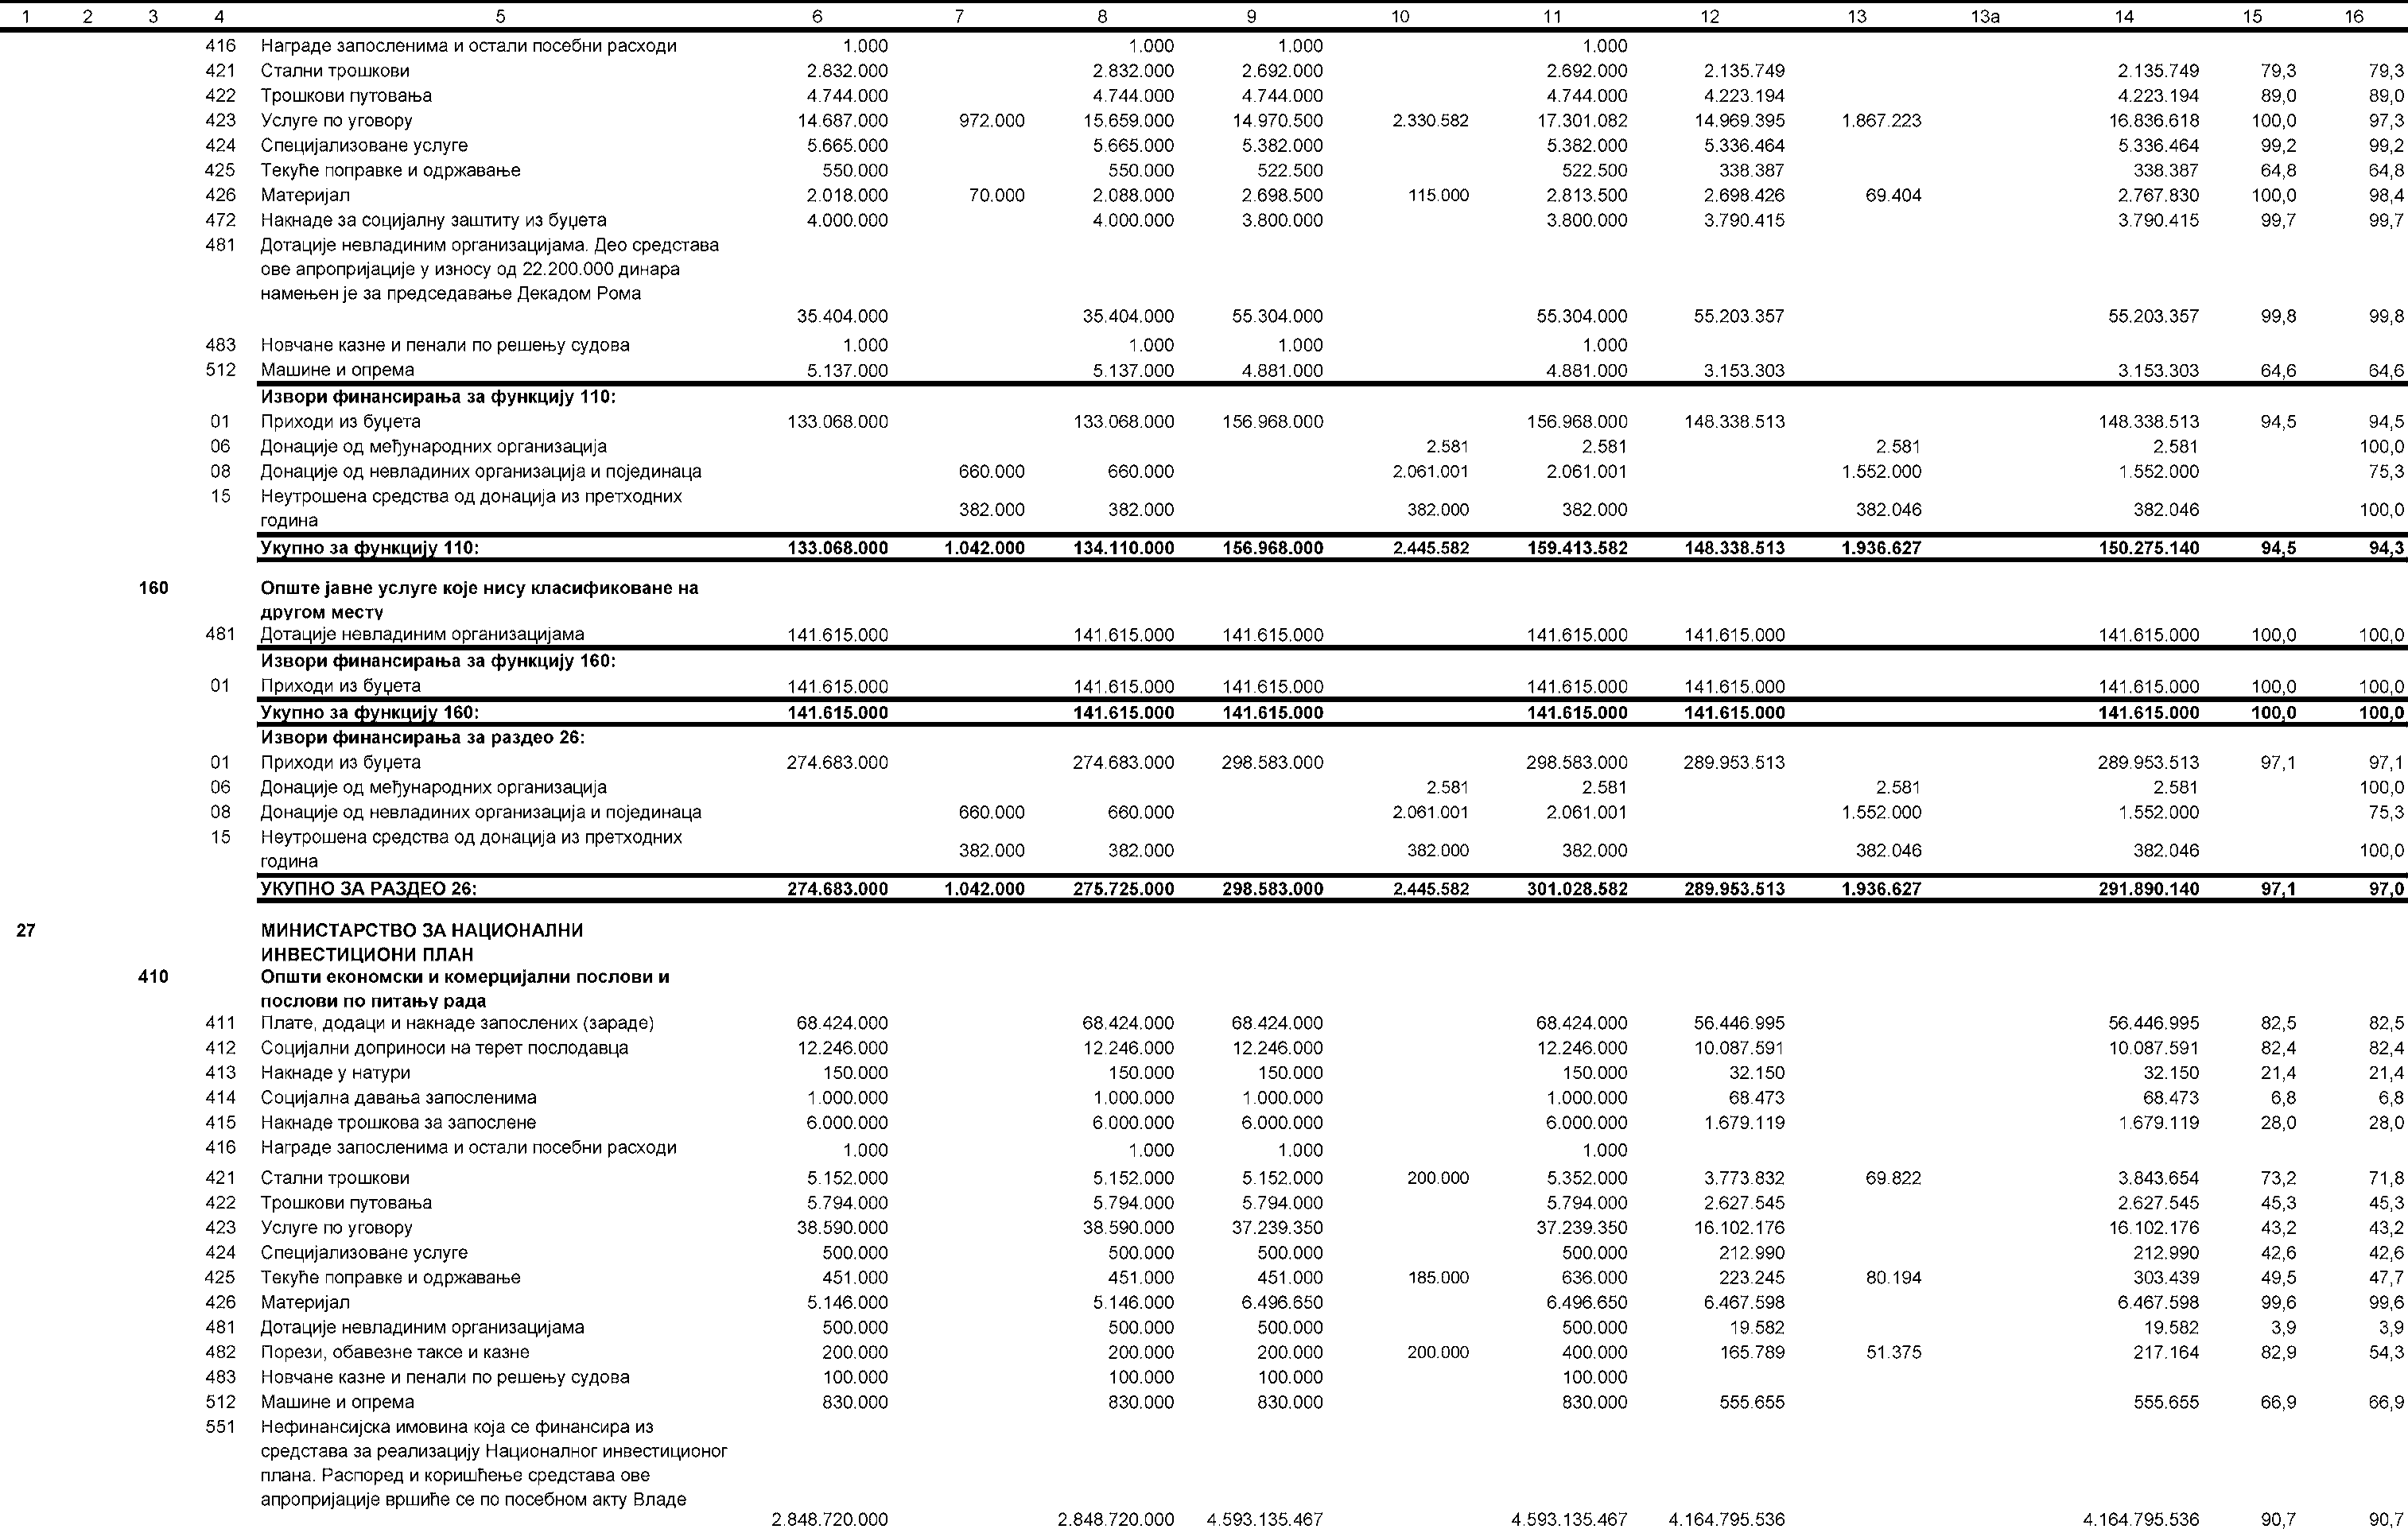 1 2 3 4 5 6 7 8 9 10 11 12 13 13а 14 15 16
416 Награде запосленима и остали посебни расходи 1.000 1.000 1.000 1.000
421 Стални трошкови 2.832.000 2.832.000 2.692.000 2.692.000 2.135.749 2.135.749 79,3 79,3
422 Трошкови путовања 4.744.000 4.744.000 4.744.000 4.744.000 4.223.194 4.223.194 89,0 89,0
423 Услуге по уговору 14.687.000 972.000 15.659.000 14.970.500 2.330.582 17.301.082 14.969.395 1.867.223 16.836.618 100,0 97,3
424 Специјализоване услуге 5.665.000 5.665.000 5.382.000 5.382.000 5.336.464 5.336.464 99,2 99,2
425 Текуће поправке и одржавање 550.000 550.000 522.500 522.500 338.387 338.387 64,8 64,8
426 Материјал 2.018.000 70.000 2.088.000 2.698.500 115.000 2.813.500 2.698.426 69.404 2.767.830 100,0 98,4
472 Накнаде за социјалну заштиту из буџета 4.000.000 4.000.000 3.800.000 3.800.000 3.790.415 3.790.415 99,7 99,7
481 Дотације невладиним организацијама. Део средстава
ове апропријације у износу од 22.200.000 динара
намењен је за председавање Декадом Рома
35.404.000 35.404.000 55.304.000 55.304.000 55.203.357 55.203.357 99,8 99,8
483 Новчане казне и пенали по решењу судова 1.000 1.000 1.000 1.000
512 Машине и опрема 5.137.000 5.137.000 4.881.000 4.881.000 3.153.303 3.153.303 64,6 64,6
Извори финансирања за функцију 110:
01 Приходи из буџета 133.068.000 133.068.000 156.968.000 156.968.000 148.338.513 148.338.513 94,5 94,5
06 Донације од међународних организација 2.581 2.581 2.581 2.581 100,0
08 Донације од невладиних организација и појединаца 660.000 660.000 2.061.001 2.061.001 1.552.000 1.552.000 75,3
15 Неутрошена средства од донација из претходних
година 382.000 382.000 382.000 382.000 382.046 382.046 100,0
Укупно за функцију 110: 133.068.000 1.042.000 134.110.000 156.968.000 2.445.582 159.413.582 148.338.513 1.936.627 150.275.140 94,5 94,3
160 Опште јавне услуге које нису класификоване на
другом месту
481 Дотације невладиним организацијама 141.615.000 141.615.000 141.615.000 141.615.000 141.615.000 141.615.000 100,0 100,0
Извори финансирања за функцију 160:
01 Приходи из буџета 141.615.000 141.615.000 141.615.000 141.615.000 141.615.000 141.615.000 100,0 100,0
Укупно за функцију 160: 141.615.000 141.615.000 141.615.000 141.615.000 141.615.000 141.615.000 100,0 100,0
Извори финансирања за раздео 26:
01 Приходи из буџета 274.683.000 274.683.000 298.583.000 298.583.000 289.953.513 289.953.513 97,1 97,1
06 Донације од међународних организација 2.581 2.581 2.581 2.581 100,0
08 Донације од невладиних организација и појединаца 660.000 660.000 2.061.001 2.061.001 1.552.000 1.552.000 75,3
15 Неутрошена средства од донација из претходних
година 382.000 382.000 382.000 382.000 382.046 382.046 100,0
УКУПНО ЗА РАЗДЕО 26: 274.683.000 1.042.000 275.725.000 298.583.000 2.445.582 301.028.582 289.953.513 1.936.627 291.890.140 97,1 97,0
27 МИНИСТАРСТВО ЗА НАЦИОНАЛНИ
ИНВЕСТИЦИОНИ ПЛАН
410 Општи економски и комерцијални послови и
послови по питању рада
411 Плате, додаци и накнаде запослених (зараде) 68.424.000 68.424.000 68.424.000 68.424.000 56.446.995 56.446.995 82,5 82,5
412 Социјални доприноси на терет послодавца 12.246.000 12.246.000 12.246.000 12.246.000 10.087.591 10.087.591 82,4 82,4
413 Накнаде у натури 150.000 150.000 150.000 150.000 32.150 32.150 21,4 21,4
414 Социјална давања запосленима 1.000.000 1.000.000 1.000.000 1.000.000 68.473 68.473 6,8 6,8
415 Накнаде трошкова за запослене 6.000.000 6.000.000 6.000.000 6.000.000 1.679.119 1.679.119 28,0 28,0
416 Награде запосленима и остали посебни расходи 1.000 1.000 1.000 1.000
421 Стални трошкови 5.152.000 5.152.000 5.152.000 200.000 5.352.000 3.773.832 69.822 3.843.654 73,2 71,8
422 Трошкови путовања 5.794.000 5.794.000 5.794.000 5.794.000 2.627.545 2.627.545 45,3 45,3
423 Услуге по уговору 38.590.000 38.590.000 37.239.350 37.239.350 16.102.176 16.102.176 43,2 43,2
424 Специјализоване услуге 500.000 500.000 500.000 500.000 212.990 212.990 42,6 42,6
425 Текуће поправке и одржавање 451.000 451.000 451.000 185.000 636.000 223.245 80.194 303.439 49,5 47,7
426 Материјал 5.146.000 5.146.000 6.496.650 6.496.650 6.467.598 6.467.598 99,6 99,6
481 Дотације невладиним организацијама 500.000 500.000 500.000 500.000 19.582 19.582 3,9 3,9
482 Порези, обавезне таксе и казне 200.000 200.000 200.000 200.000 400.000 165.789 51.375 217.164 82,9 54,3
483 Новчане казне и пенали по решењу судова 100.000 100.000 100.000 100.000
512 Машине и опрема 830.000 830.000 830.000 830.000 555.655 555.655 66,9 66,9
551 Нефинансијска имовина која се финансира из
средстава за реализацију Националног инвестиционог
плана. Распоред и коришћење средстава ове
апропријације вршиће се по посебном акту Владе
2.848.720.000 2.848.720.000 4.593.135.467 4.593.135.467 4.164.795.536 4.164.795.536 90,7 90,7